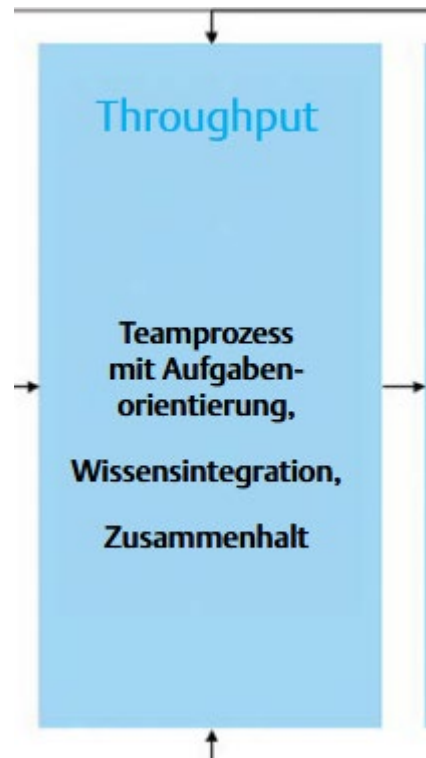 Throughput
Teamprozess
mit Aufgaben-
orientierung,
Wissensintegration,
Zusammenhalt